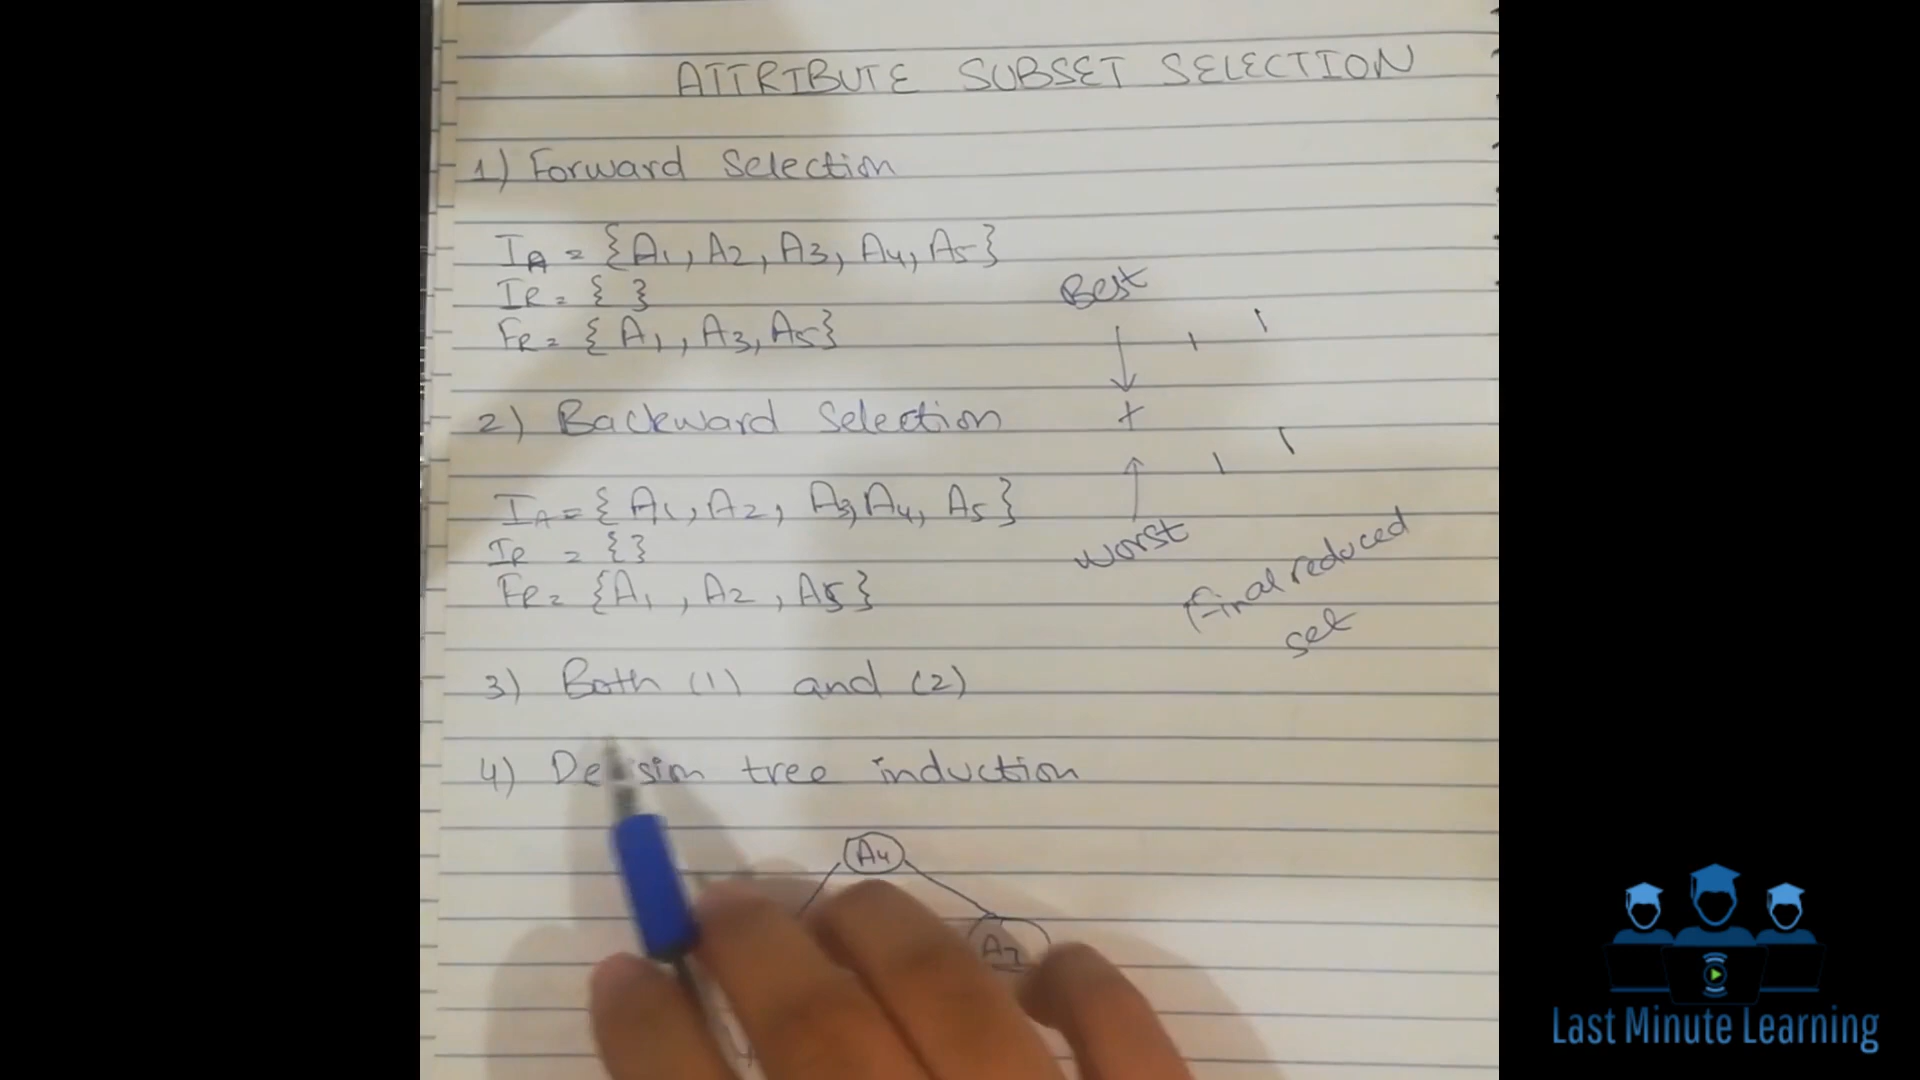 ATTRIBUTE SUBSET SELECTION
1) Forward Selection
IA = {A1, A2, A3, A4, A5}
IR = { }
FR = {A1, A3, A5}
Best
2) Backward Selection
IA = {A1, A2, A3, A4, A5}
IR = {}
FR = {A1, A2, A5}
worst
final reduced
set
3) Both (1) and (2)
4) De sion tree induction
A4
A7
Last Minute Learning